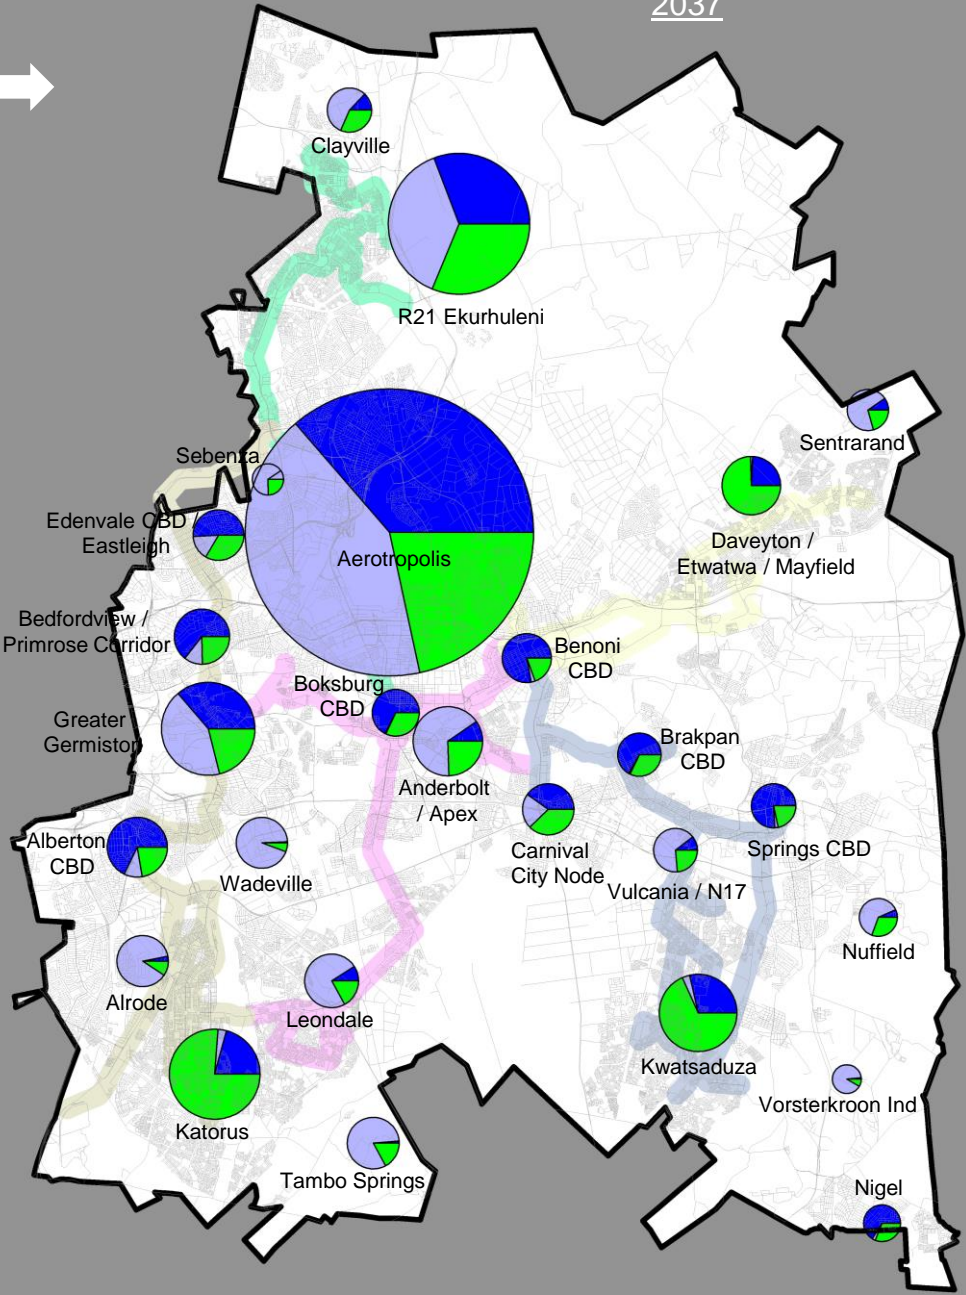 2037
Clayville
R21 Ekurhuleni
Sentrarand
Sebenza
Edenvale CBD /
Eastleigh
Aerotropolis
Daveyton /
Etwatwa / Mayfield
Bedfordview /
Primrose Corridor
Benoni
CBD
Boksburg
CBD
Greater
Germiston
Brakpan
CBD
Anderbolt
/ Apex
Alberton
CBD
Wadeville
Carnival
City Node
Vulcania / N17
Springs CBD
Nuffield
Alrode
Leondale
Kwatsaduza
Vorsterkroon Ind
Katorus
Tambo Springs
Nigel